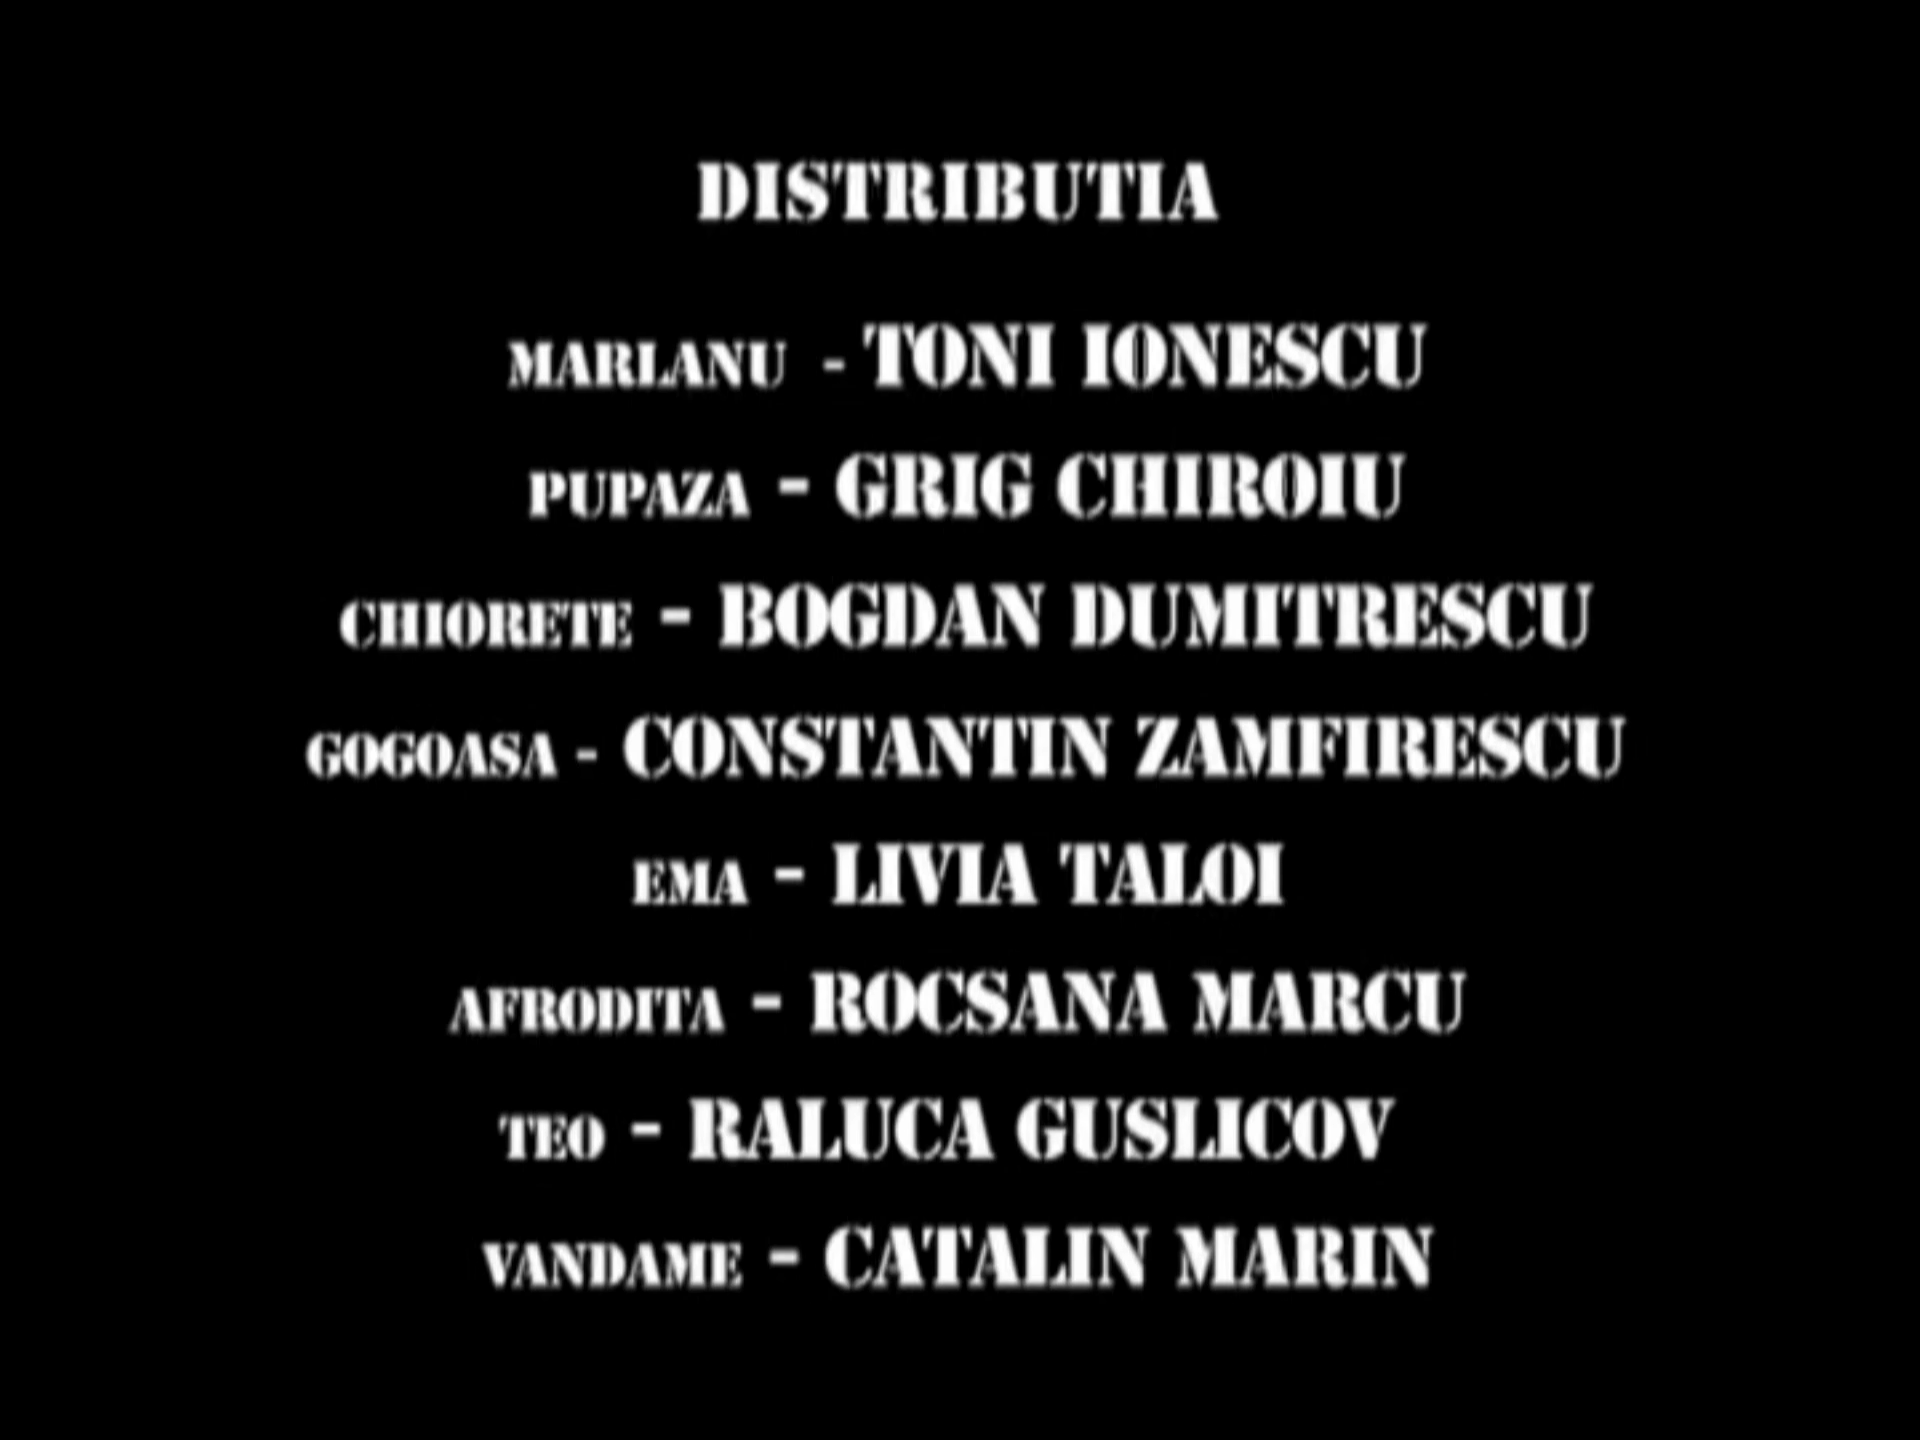 DISTRIBUTIA
MARLANU - TONI IONESCU
PUPAZA - GRIG CHIROIU
CHIORETE - BOGDAN DUMITRESCU
GOGOASA - CONSTANTIN ZAMFIRESCU
EMA - LIVIA TALOI
AFRODITA - ROCSANA MARCU
TEO - RALUCA GUSLICOV
VANDAME - CATALIN MARIN